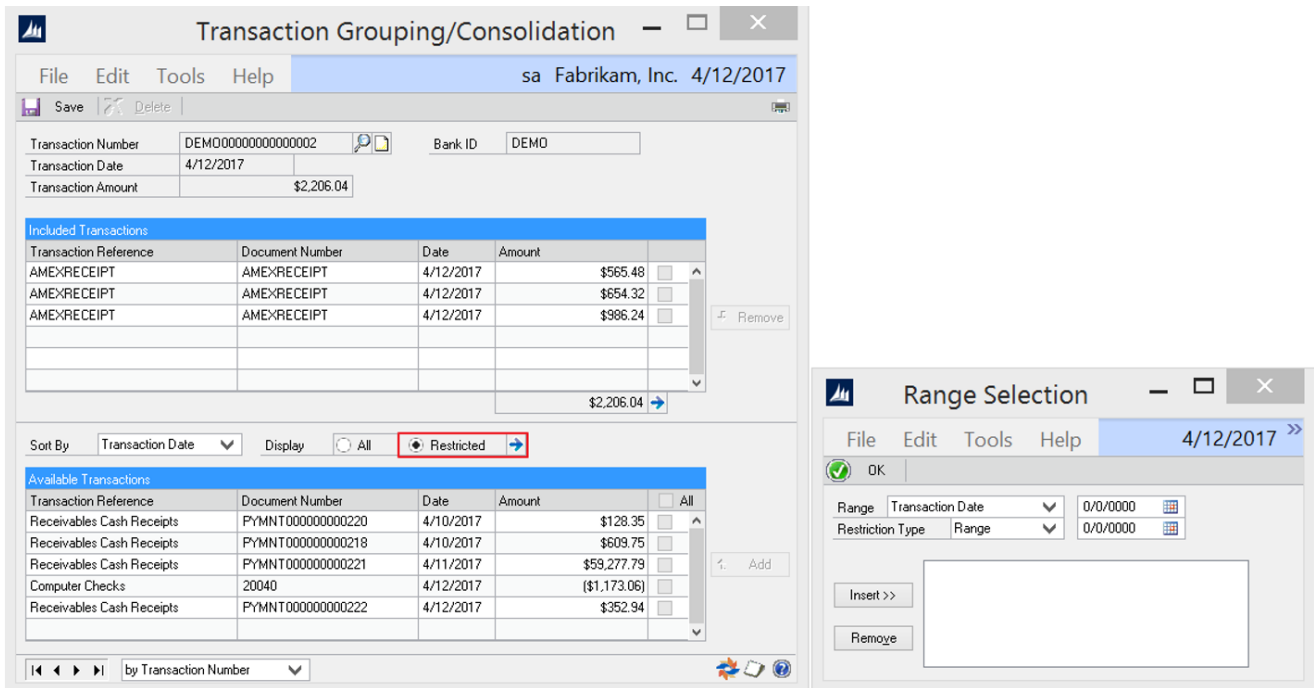 Transaction Grouping/Consolidation
File Edit Tools Help sa Fabrikam, Inc. 4/12/2017
Save Delete
Transaction Number DEMO00000000000002 Bank ID DEMO
Transaction Date 4/12/2017
Transaction Amount $2,206.04
Included Transactions
Transaction Reference Document Number Date Amount
AMEXRECEIPT AMEXRECEIPT 4/12/2017 $565.48
AMEXRECEIPT AMEXRECEIPT 4/12/2017 $654.32
AMEXRECEIPT AMEXRECEIPT 4/12/2017 $986.24
Remove
$2,206.04
Sort By Transaction Date Display All Restricted
Available Transactions
Transaction Reference Document Number Date Amount All
Receivables Cash Receipts PYMNT000000000220 4/10/2017 $128.35
Receivables Cash Receipts PYMNT000000000218 4/10/2017 $609.75
Receivables Cash Receipts PYMNT000000000221 4/11/2017 $59,277.79
Add
Computer Checks 20040 4/12/2017 ($1,173.06)
Receivables Cash Receipts PYMNT000000000222 4/12/2017 $352.94
by Transaction Number
Range Selection
File Edit Tools Help 4/12/2017 »
OK
Range Transaction Date 0/0/0000
Restriction Type Range 0/0/0000
Insert >>
Remove